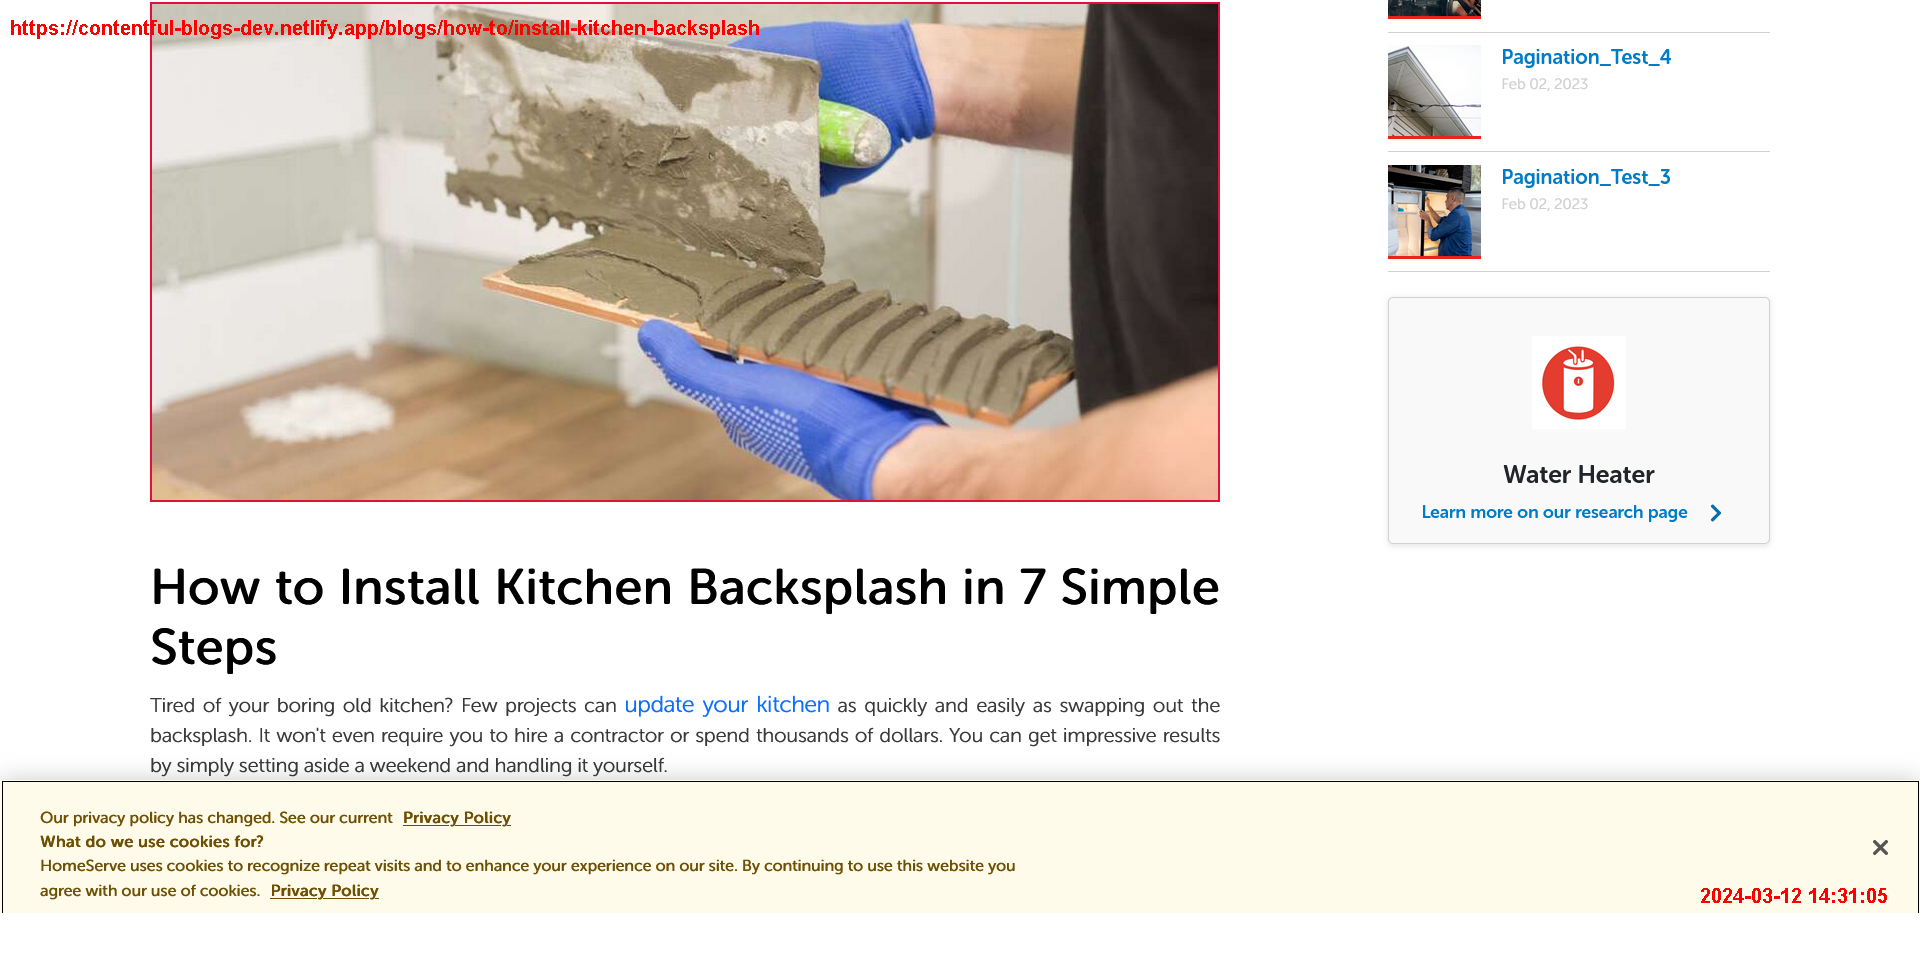 https://contentful-blogs-dev.netlify.app/blogs/how-to/install-kitchen-backsplash
Pagination_Test_4
Feb 02, 2023
Pagination_Test_3
Feb 02, 2023
Water Heater
Learn more on our research page
How to Install Kitchen Backsplash in 7 Simple
Steps
Tired of your boring old kitchen? Few projects can update your kitchen as quickly and easily as swapping out the
backsplash. It won't even require you to hire a contractor or spend thousands of dollars. You can get impressive results
by simply setting aside a weekend and handling it yourself.
Our privacy policy has changed. See our current Privacy Policy
What do we use cookies for?
HomeServe uses cookies to recognize repeat visits and to enhance your experience on our site. By continuing to use this website you
agree with our use of cookies. Privacy Policy
2024-03-12 14:31:05